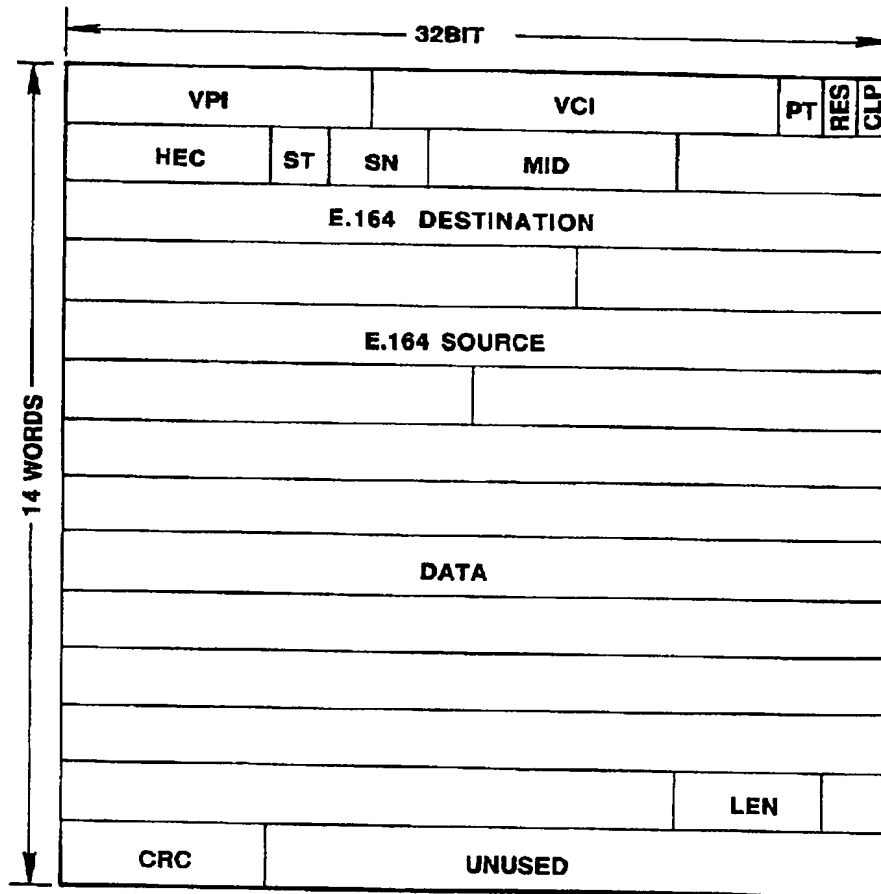 32BIT
VPI VCI PT RES CLP
HEC ST SN MID
E.164 DESTINATION
E.164 SOURCE
14 WORDS
DATA
LEN
CRC UNUSED